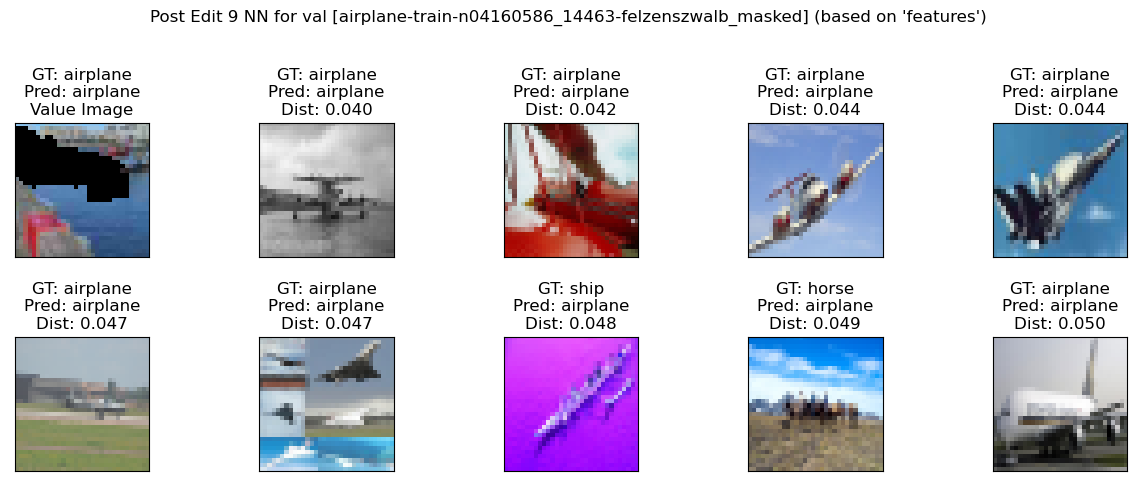 Post Edit 9 NN for val [airplane-train-n04160586_14463-felzenszwalb_masked] (based on 'features')
GT: airplane
Pred: airplane
Value Image
GT: airplane
Pred: airplane
Dist: 0.040
GT: airplane
Pred: airplane
Dist: 0.042
GT: airplane
Pred: airplane
Dist: 0.044
GT: airplane
Pred: airplane
Dist: 0.044
GT: airplane
Pred: airplane
Dist: 0.047
GT: airplane
Pred: airplane
Dist: 0.047
GT: ship
Pred: airplane
Dist: 0.048
GT: horse
Pred: airplane
Dist: 0.049
GT: airplane
Pred: airplane
Dist: 0.050